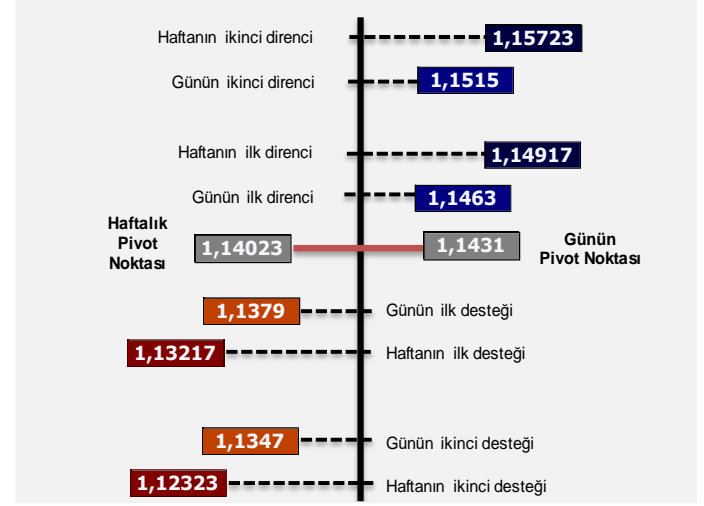 Haftanın ikinci direnci 1,15723
Günün ikinci direnci 1,1515
Haftanın ilk direnci 1,14917
Günün ilk direnci 1,1463
Haftalık
Pivot
Noktası
1,14023
1,1431
Günün
Pivot Noktası
1,1379 Günün ilk desteği
1,13217 Haftanın ilk desteği
1,1347 Günün ikinci desteği
1,12323 Haftanın ikinci desteği